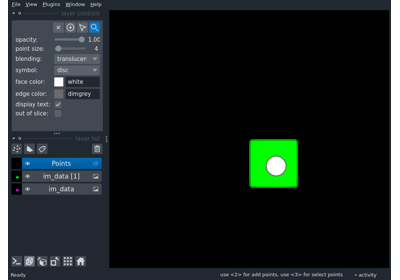 File View Plugins Window Help
layer controls
opacity: 1.00
point size: 4
blending: translucen
symbol: disc
face color: white
edge color: dimgrey
display text:
out of slice:
layer list
Points
im_data [1]
im_data
Ready use <2> for add points, use <3> for select points activity